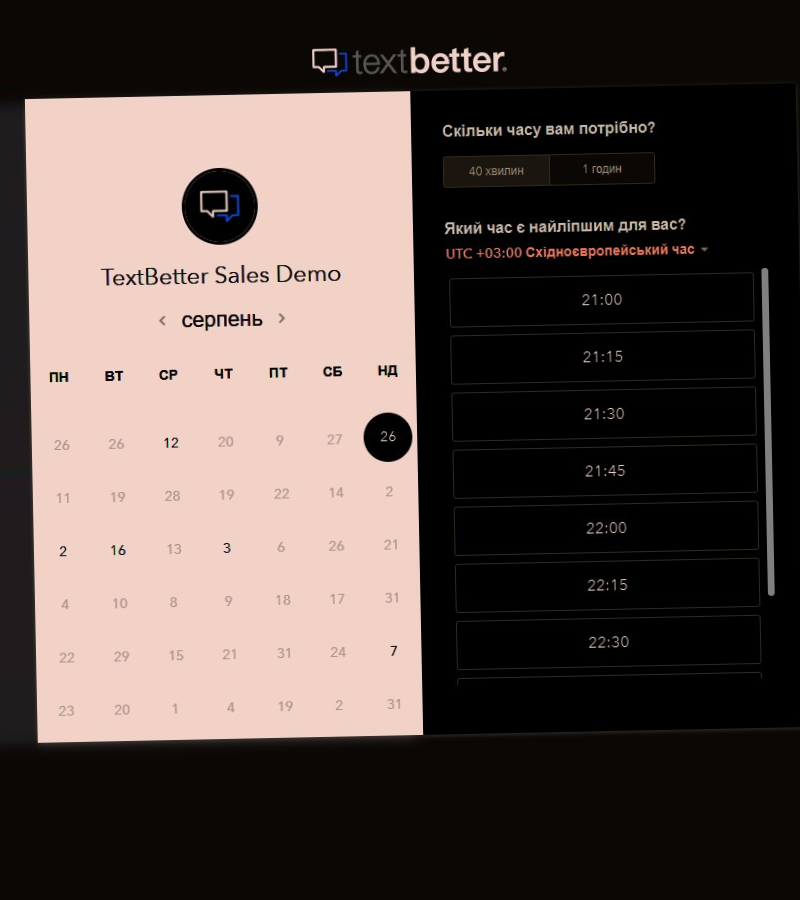 textbetter.
TextBetter Sales Demo
серпень
ПН ВТ СР ЧТ ПТ СБ НД
26 26 12 20 9 27 26
11 19 28 19 22 14 2
2 16 13 3 6 26 21
4 10 8 9 18 17 31
22 29 15 21 31 24 7
23 20 1 4 19 2 31
Скільки часу вам потрібно?
40 хвилин 1 годин
Який час є найліпшим для вас?
UTC +03:00 Східноєвропейський час
21:00
21:15
21:30
21:45
22:00
22:15
22:30